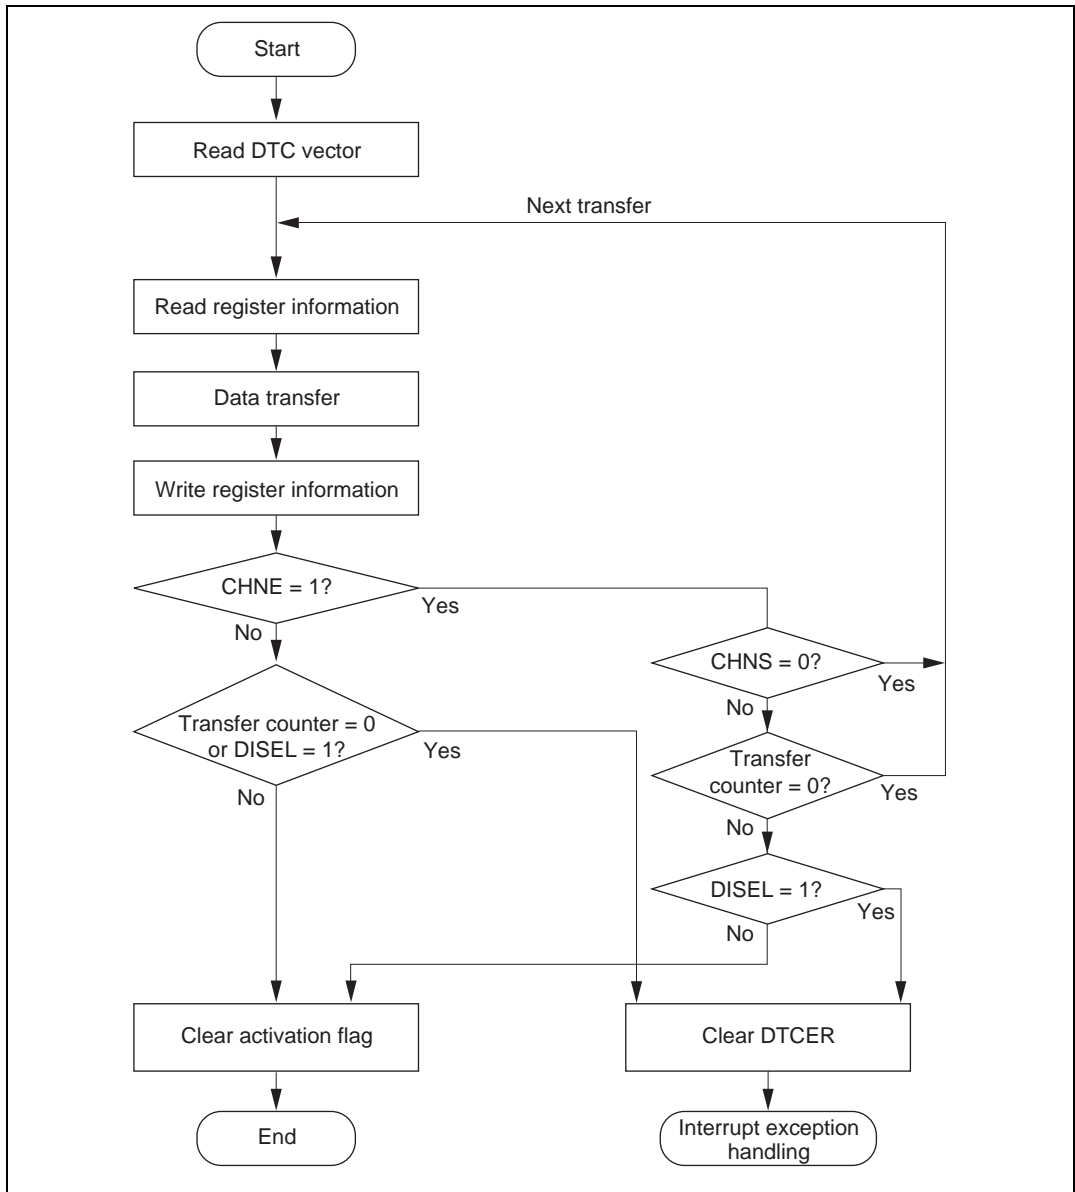 Start
Read DTC vector
Next transfer
Read register information
Data transfer
Write register information
CHNE = 1?
Yes
No
CHNS = 0?
Yes
No
Transfer counter = 0
or DISEL = 1?
Yes
No
Transfer
counter = 0?
Yes
No
DISEL = 1?
Yes
No
Clear activation flag
Clear DTCER
End
Interrupt exception
handling